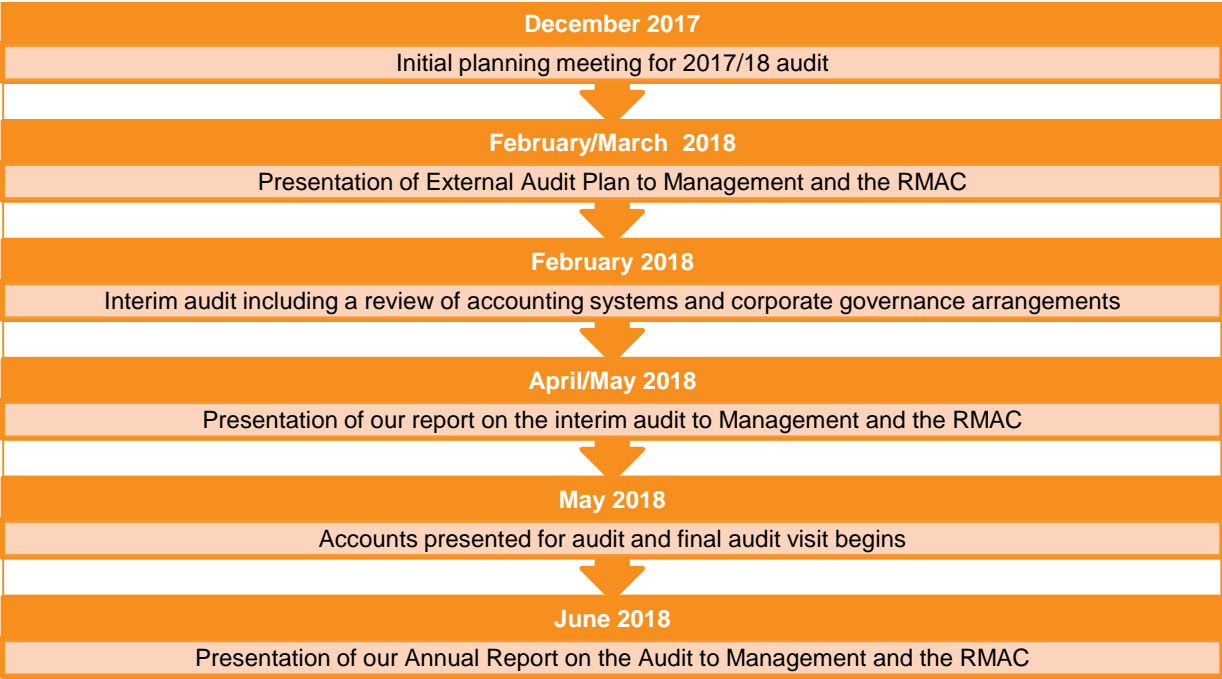 December 2017
Initial planning meeting for 2017/18 audit
February/March 2018
Presentation of External Audit Plan to Management and the RMAC
February 2018
Interim audit including a review of accounting systems and corporate governance arrangements
April/May 2018
Presentation of our report on the interim audit to Management and the RMAC
May 2018
Accounts presented for audit and final audit visit begins
June 2018
Presentation of our Annual Report on the Audit to Management and the RMAC